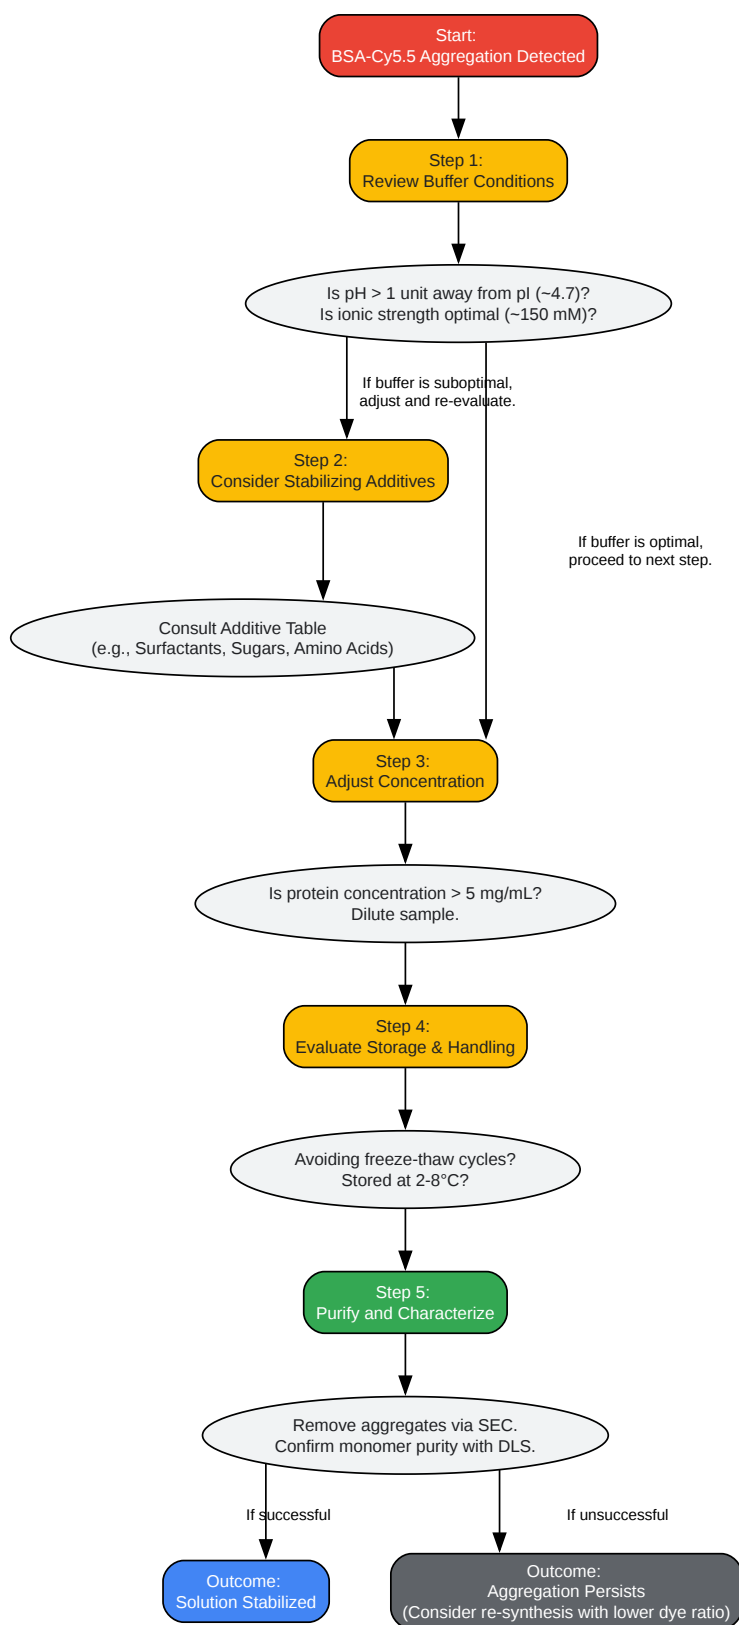 Start:
BSA-Cy5.5 Aggregation Detected
Step 1:
Review Buffer Conditions
Is pH > 1 unit away from pI (~4.7)?
Is ionic strength optimal (~150 mM)?
If buffer is suboptimal,
adjust and re-evaluate.
Step 2:
Consider Stabilizing Additives
If buffer is optimal,
proceed to next step.
Consult Additive Table
(e.g., Surfactants, Sugars, Amino Acids)
Step 3:
Adjust Concentration
Is protein concentration > 5 mg/mL?
Dilute sample.
Step 4:
Evaluate Storage & Handling
Avoiding freeze-thaw cycles?
Stored at 2-8°C?
Step 5:
Purify and Characterize
Remove aggregates via SEC.
Confirm monomer purity with DLS.
If successful
If unsuccessful
Outcome:
Solution Stabilized
Outcome:
Aggregation Persists
(Consider re-synthesis with lower dye ratio)